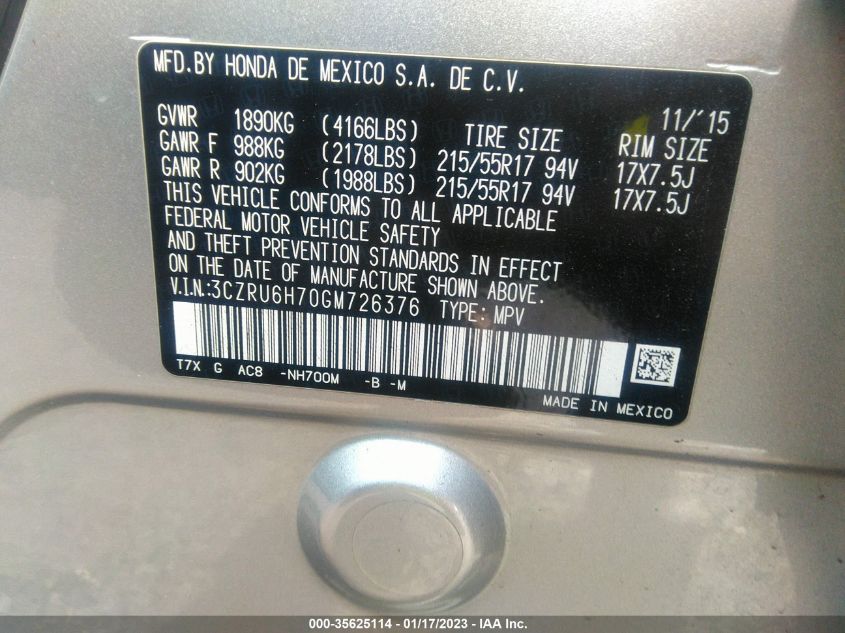 MFD.BY HONDA DE MEXICO S.A. DE C.V.
11/'15
GVWR 1890KG (4166LBS) TIRE SIZE RIM SIZE
GAWR F 988KG (2178LBS) 215/55R17 94V 17X7.5J
GAWR R 902KG (1988LBS) 215/55R17 94V 17X7.5J
THIS VEHICLE CONFORMS TO ALL APPLICABLE
FEDERAL MOTOR VEHICLE SAFETY
AND THEFT PREVENTION STANDARDS IN EFFECT
ON THE DATE OF MANUFACTURE SHOWN ABOVE.
V.I.N.:3CZRU6H70GM726376 TYPE: MPV
T7X G AC8 -NH700M -B -M
MADE IN MEXICO
000-35625114 - 01/17/2023 - IAA Inc.